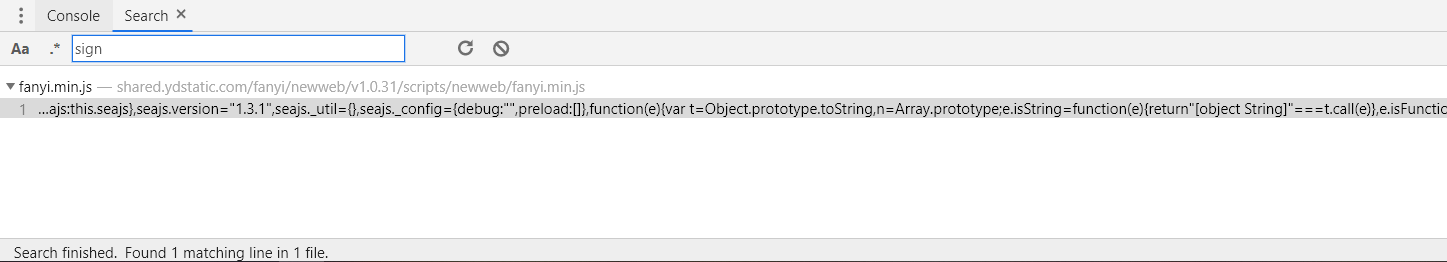 Console Search ×
Aa .* sign
fanyi.min.js — shared.ydstatic.com/fanyi/newweb/v1.0.31/scripts/newweb/fanyi.min.js
1 …ajs:this.seajs},seajs.version="1.3.1",seajs._util={},seajs._config={debug:"",preload:[]},function(e){var t=Object.prototype.toString,n=Array.prototype;e.isString=function(e){return"[object String]"===t.call(e)},e.isFunctio
Search finished. Found 1 matching line in 1 file.